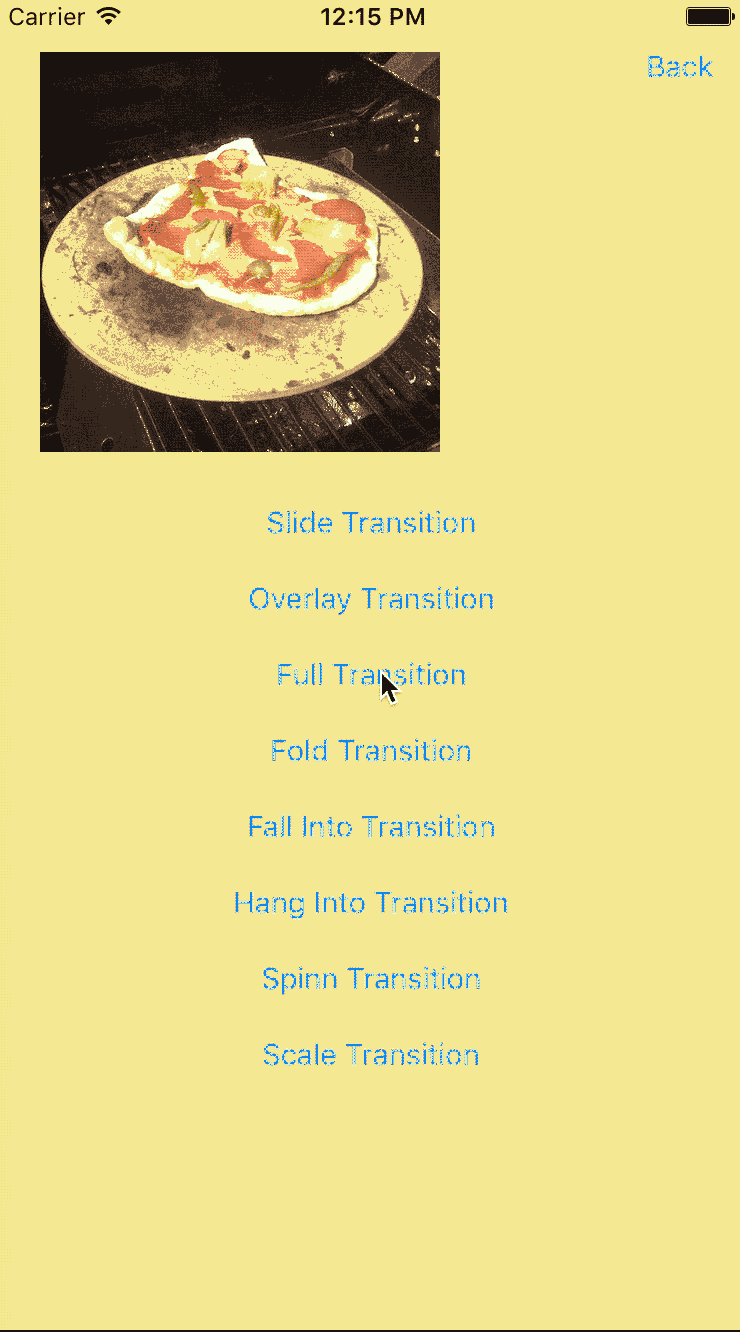 Carrier 12:15 PM
Back
Slide Transition
Overlay Transition
Full Transition
Fold Transition
Fall Into Transition
Hang Into Transition
Spinn Transition
Scale Transition